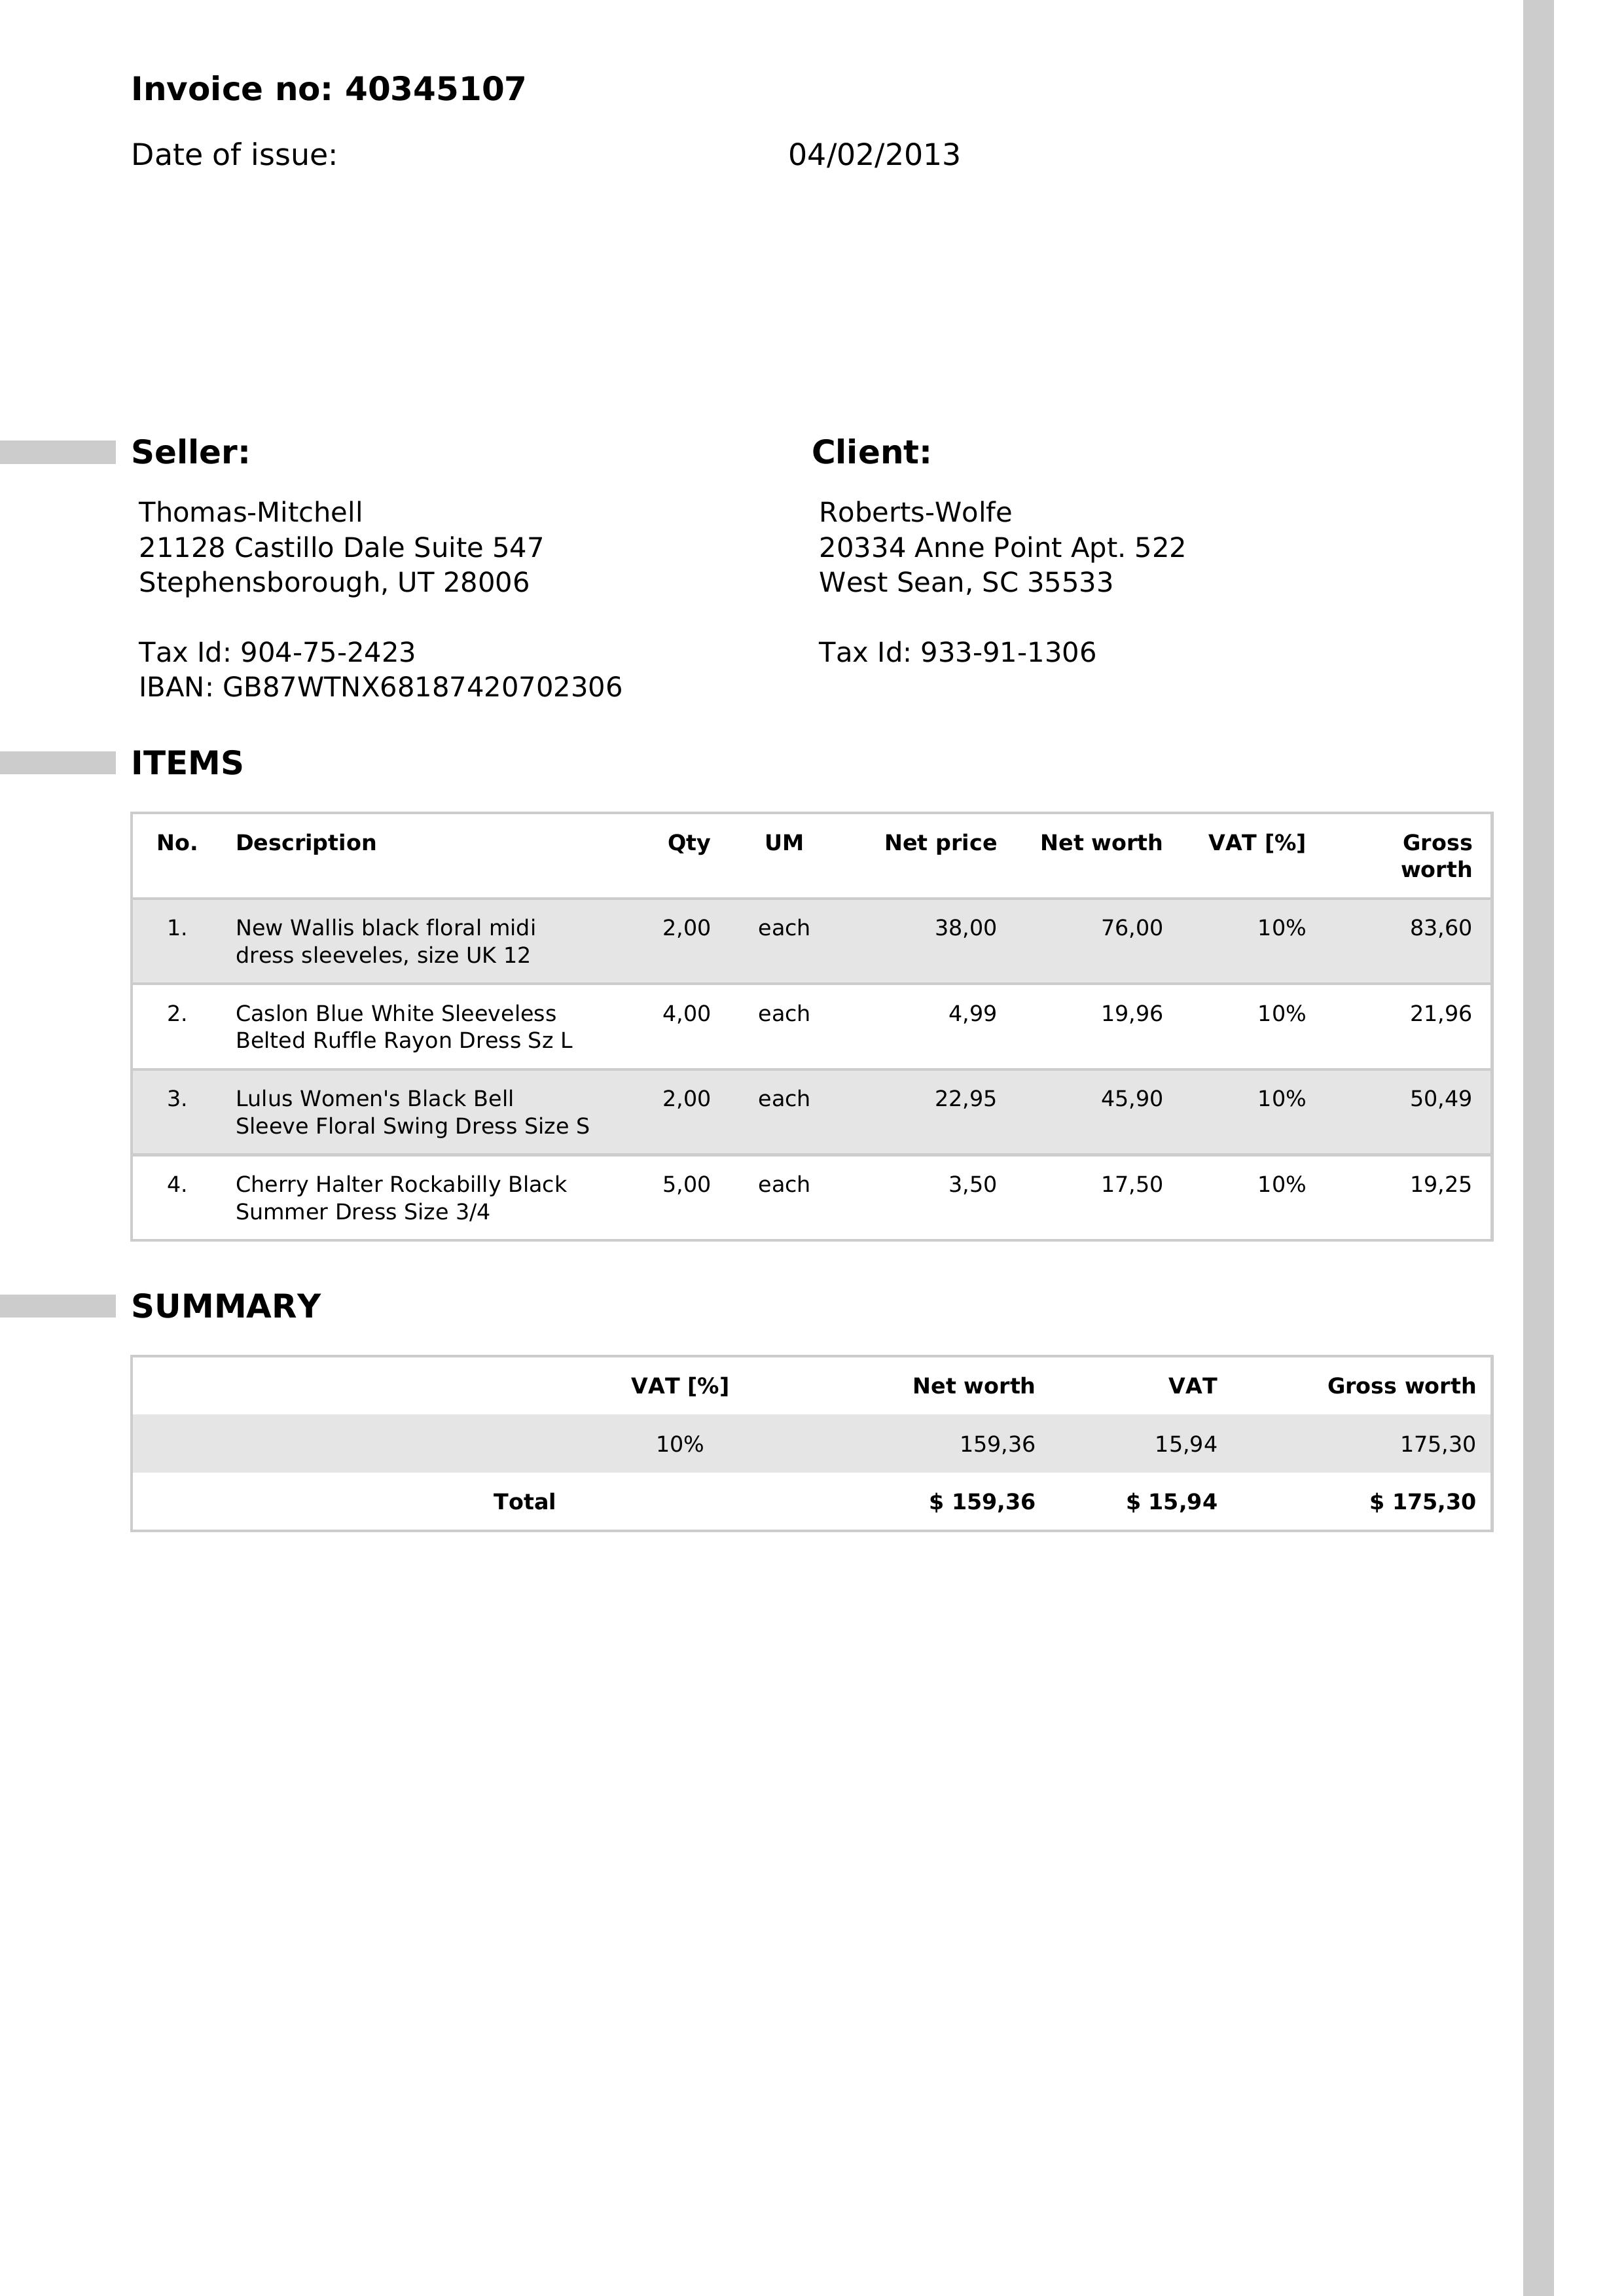 Invoice no: 40345107
Date of issue: 04/02/2013
Seller:
Thomas-Mitchell
21128 Castillo Dale Suite 547
Stephensborough, UT 28006
Tax Id: 904-75-2423
IBAN: GB87WTNX68187420702306
Client:
Roberts-Wolfe
20334 Anne Point Apt. 522
West Sean, SC 35533
Tax Id: 933-91-1306
ITEMS
No. Description Qty UM Net price Net worth VAT [%] Gross
worth
1. New Wallis black floral midi 2,00 each 38,00 76,00 10% 83,60
dress sleeveles, size UK 12
2. Caslon Blue White Sleeveless 4,00 each 4,99 19,96 10% 21,96
Belted Ruffle Rayon Dress Sz L
3. Lulus Women's Black Bell 2,00 each 22,95 45,90 10% 50,49
Sleeve Floral Swing Dress Size S
4. Cherry Halter Rockabilly Black 5,00 each 3,50 17,50 10% 19,25
Summer Dress Size 3/4
SUMMARY
VAT [%] Net worth VAT Gross worth
10% 159,36 15,94 175,30
Total $ 159,36 $ 15,94 $ 175,30